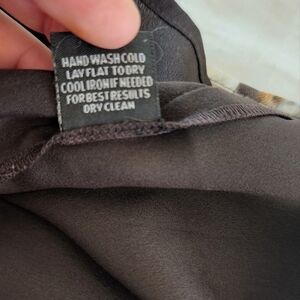 HAND WASH COLD
LAY FLAT TO DRY
COOL IRON IF NEEDED
FOR BEST RESULTS
DRY CLEAN